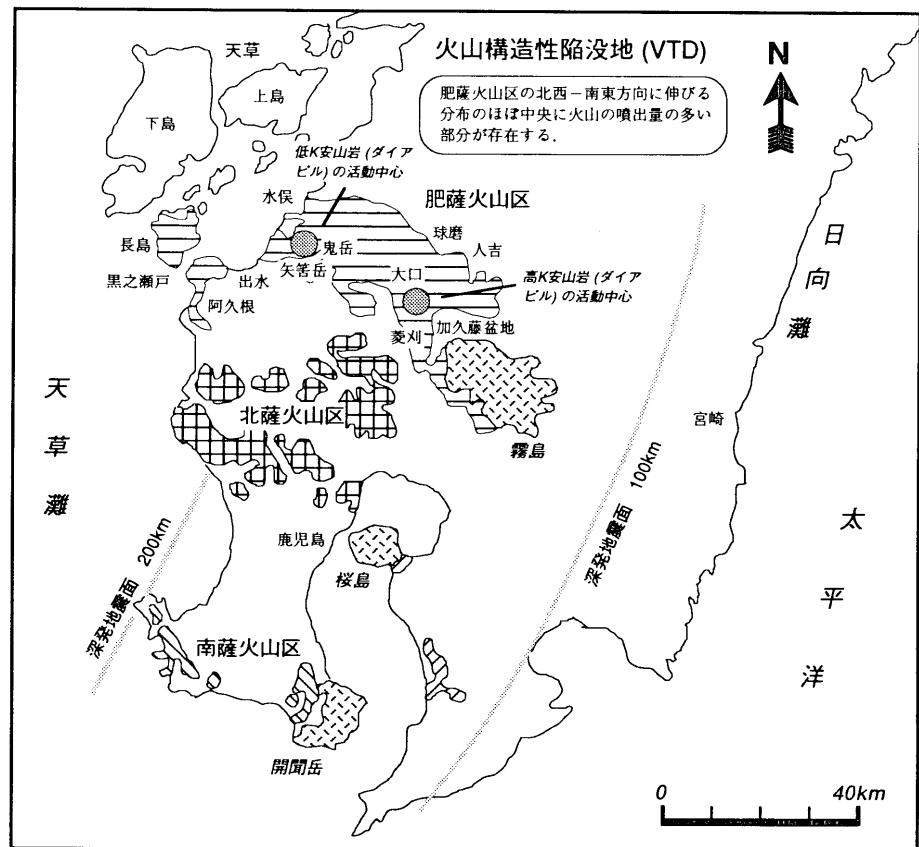 火山構造性陥没地 (VTD)
肥薩火山区の北西－南東方向に伸びる
分布のほぼ中央に火山の噴出量の多い
部分が存在する.
N
天草
上島
下島
低K安山岩 (ダイア
ピル) の活動中心
水俣
肥薩火山区
長島
鬼岳
球磨
人吉
日向灘
黒之瀬戸
出水
矢筈岳
大口
高K安山岩 (ダイア
ピル) の活動中心
阿久根
菱刈
加久藤盆地
天草灘
北薩火山区
霧島
宮崎
深発地震面 200km
深発地震面 100km
鹿児島
桜島
太平洋
南薩火山区
開聞岳
0
40km